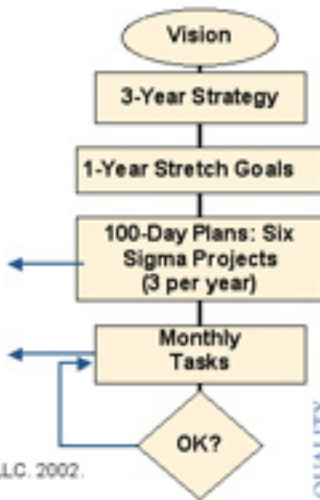 Vision
3-Year Strategy
1-Year Stretch Goals
100-Day Plans: Six
Sigma Projects
(3 per year)
Monthly
Tasks
OK?
LLC. 2002.
QUALITY